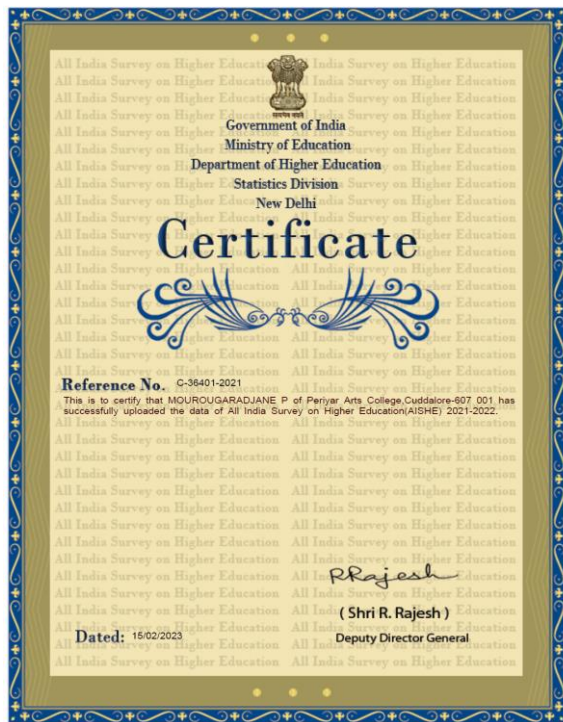 Government of India
Ministry of Education
Department of Higher Education
Statistics Division
New Delhi
Certificate
Reference No. C-36401-2021
This is to certify that MOUROUGARADJANE P of Periyar Arts College,Cuddalore-607 001 has
successfully uploaded the data of All India Survey on Higher Education(AISHE) 2021-2022.
RRajesh
( Shri R. Rajesh )
Dated: 15/02/2023
Deputy Director General